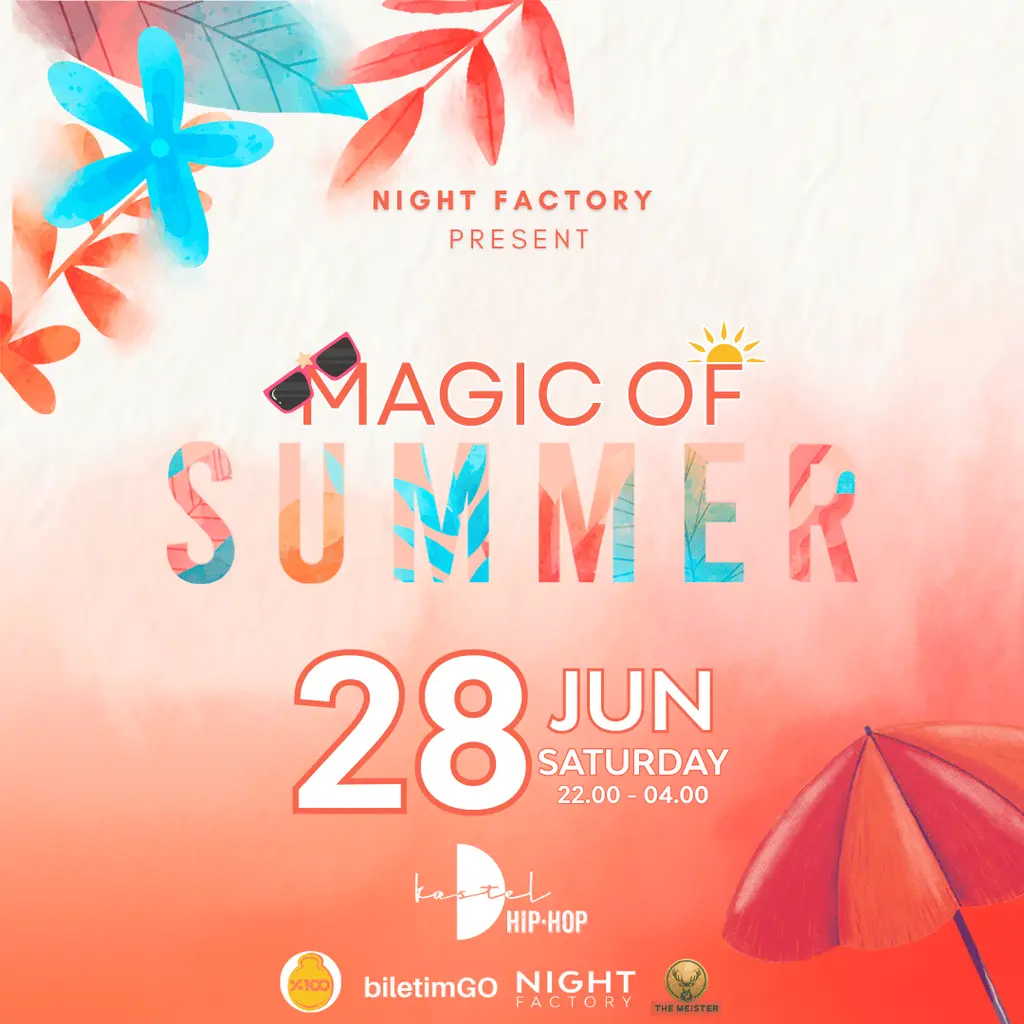 NIGHT FACTORY
PRESENT
MAGIC OF
SUMMER
28 JUN
SATURDAY
22.00 - 04.00
kastel
HIP·HOP
%100
biletimGO
NIGHT
FACTORY
THE MEISTER